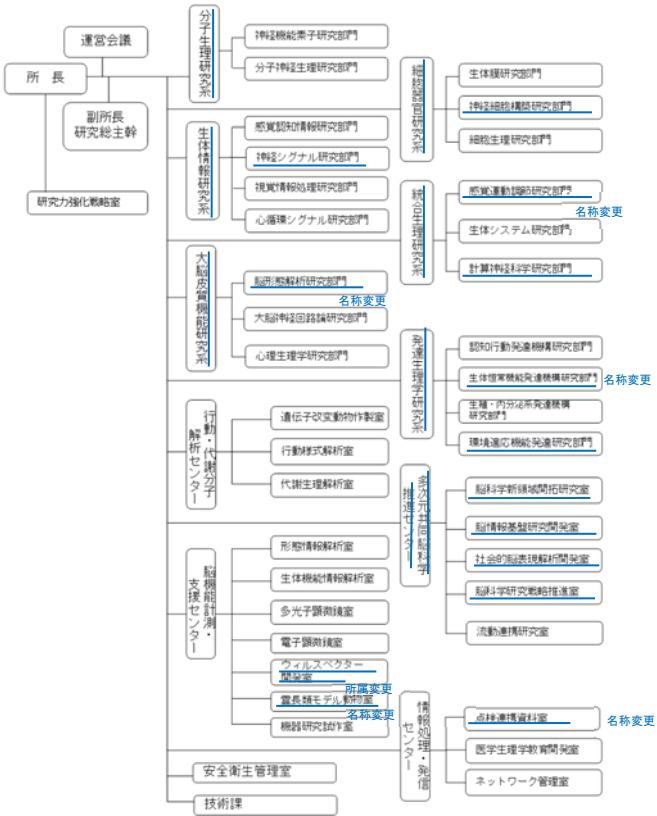 運営会議
所 長
副所長
研究総主幹
研究力強化戦略室
分子生理研究系
神経機能素子研究部門
分子神経生理研究部門
細胞器官研究系
生体膜研究部門
神経細胞構築研究部門
細胞生理研究部門
生体情報研究系
感覚認知情報研究部門
神経シグナル研究部門
視覚情報処理研究部門
心循環シグナル研究部門
統合生理研究系
感覚運動調節研究部門
名称変更
生体システム研究部門
計算神経科学研究部門
大脳皮質機能研究系
脳形態解析研究部門
名称変更
大脳神経回路論研究部門
心理生理学研究部門
発達生理学研究系
認知行動発達機構研究部門
生体恒常機能発達機構研究部門
名称変更
生殖・内分泌系発達機構
研究部門
環境適応機能発達研究部門
行動・代謝分子
解析センター
遺伝子改変動物作製室
行動様式解析室
代謝生理解析室
多次元共同脳科学
推進センター
脳科学新領域開拓研究室
脳情報基盤研究開発室
社会的脳表現解析開発室
脳科学研究戦略推進室
流動連携研究室
脳機能計測・
支援センター
形態情報解析室
生体機能情報解析室
多光子顕微鏡室
電子顕微鏡室
ウィルスベクター
開発室
所属変更
霊長類モデル動物室
名称変更
機器研究試作室
情報処理・発信
センター
点検連携資料室
名称変更
医学生理学教育開発室
ネットワーク管理室
安全衛生管理室
技術課